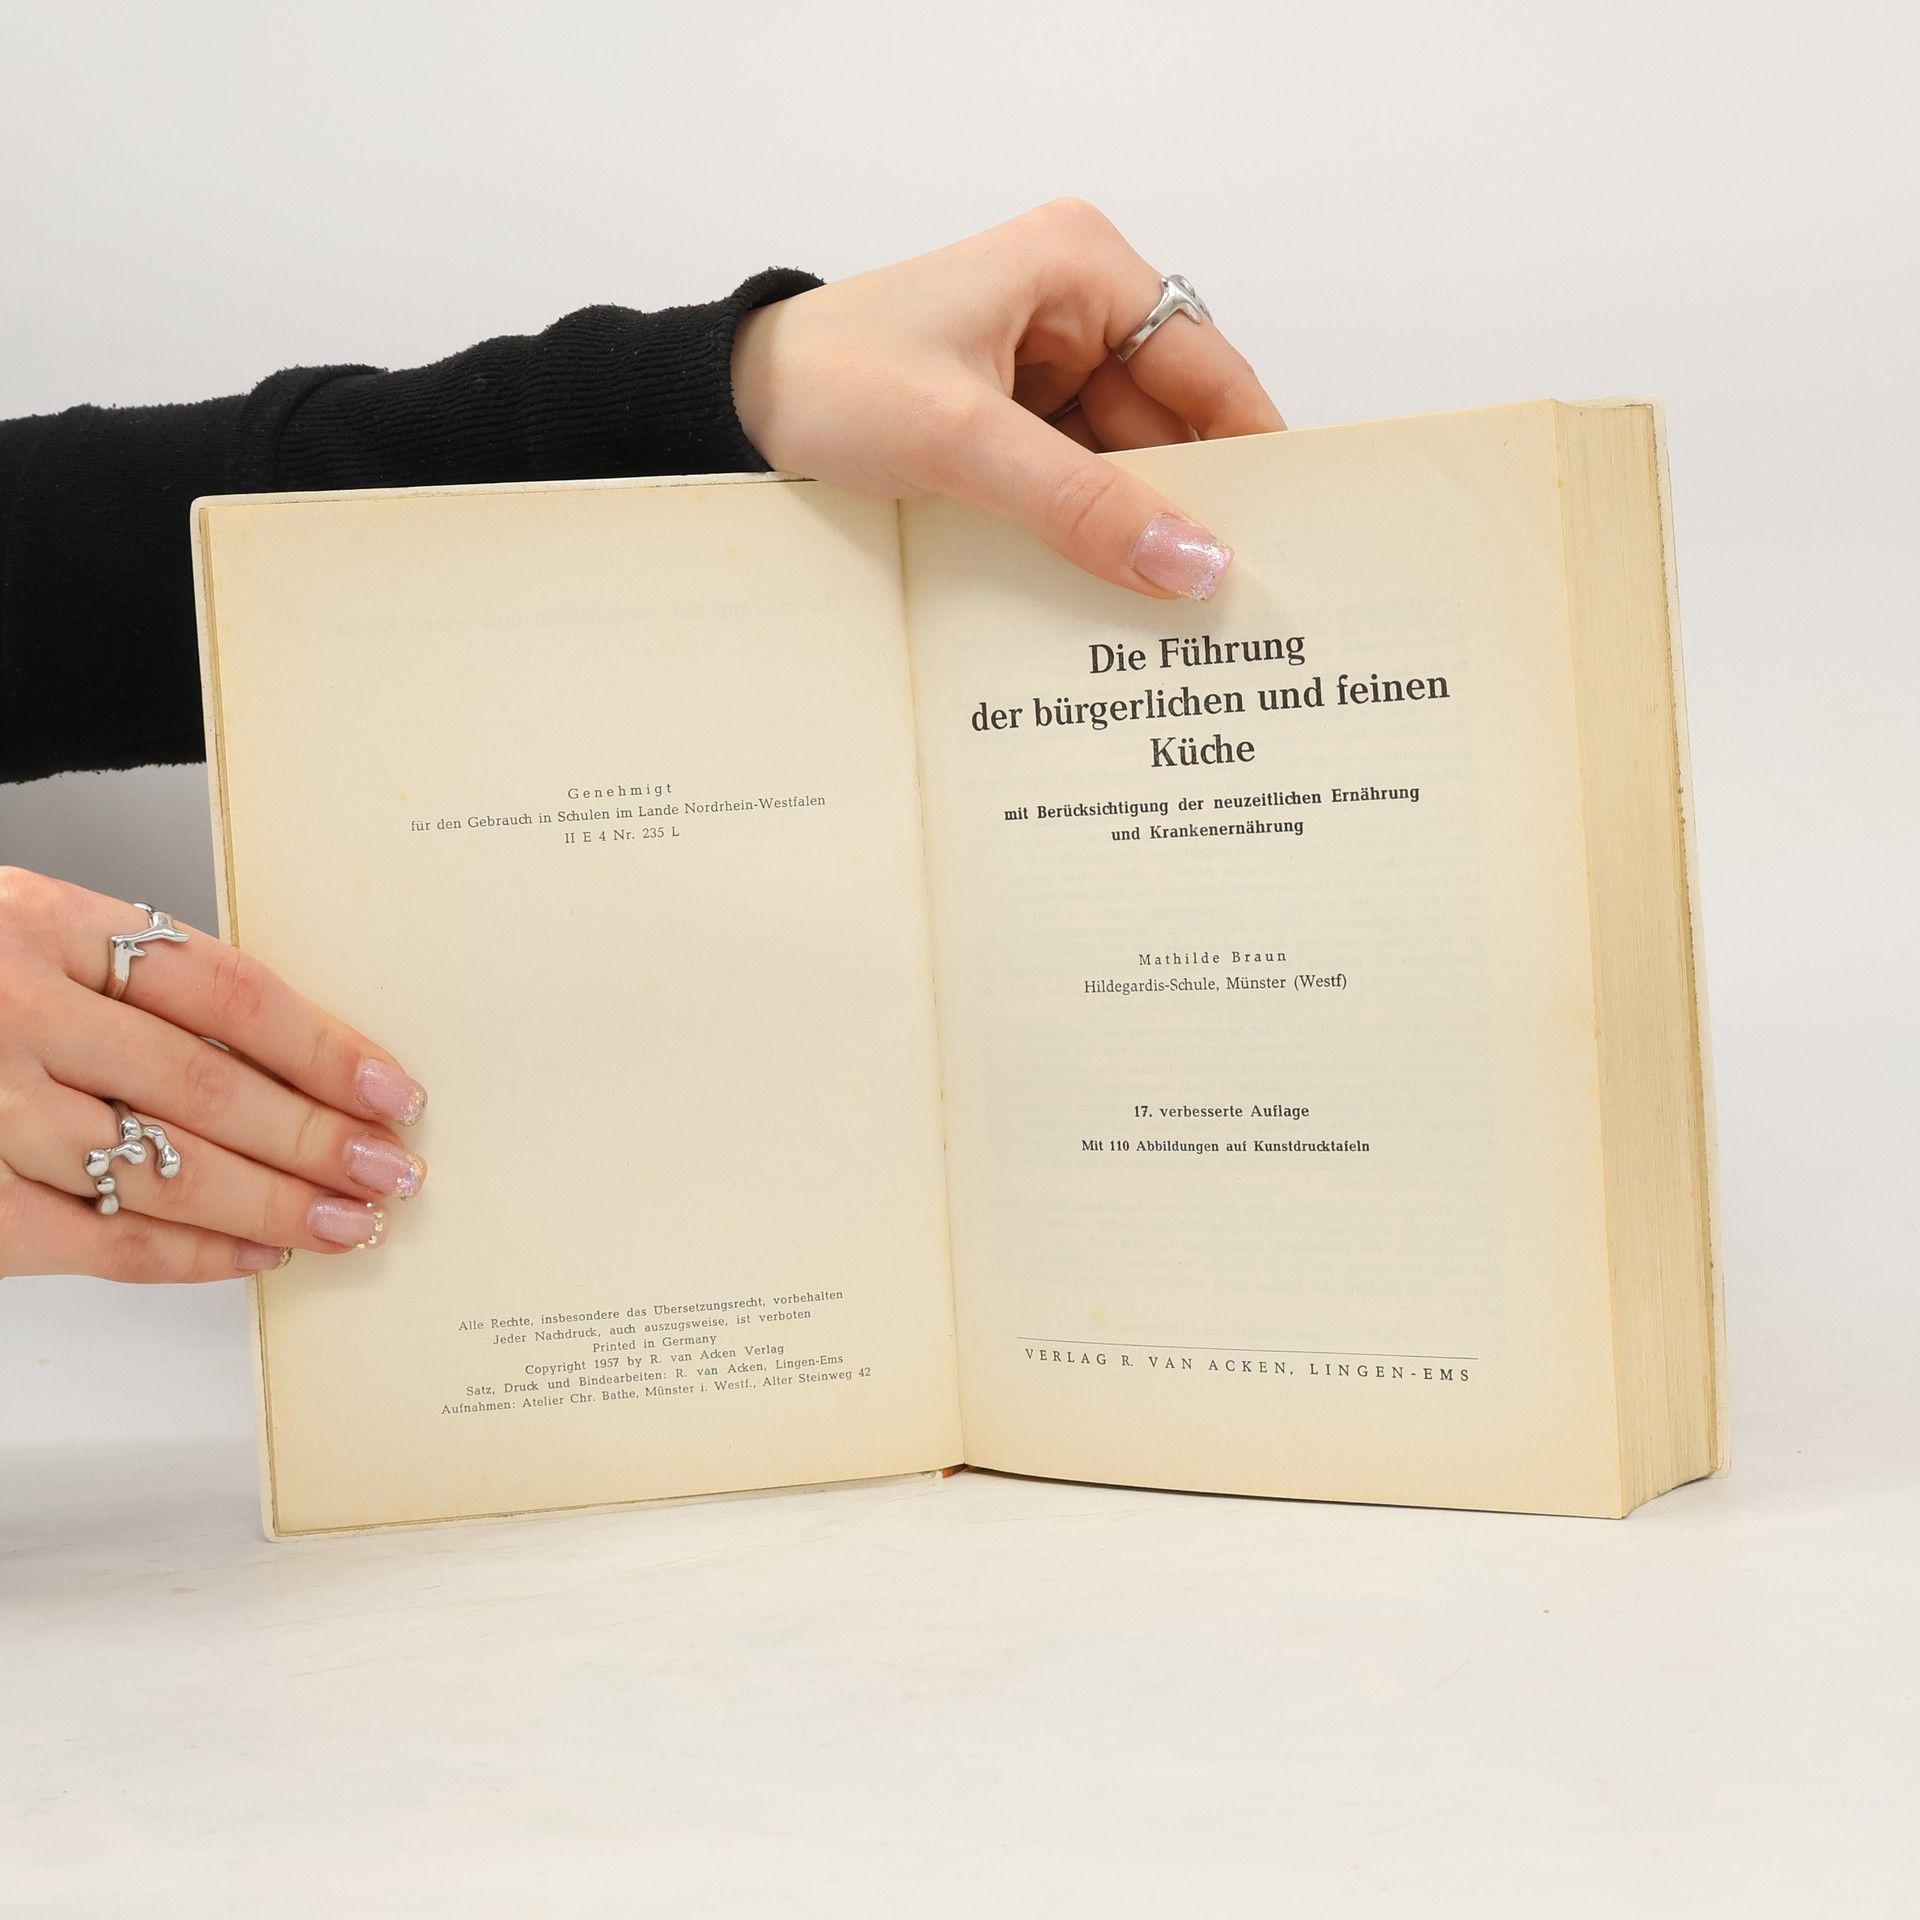 Genehmigt
für den Gebrauch in Schulen im Lande Nordrhein-Westfalen
II E 4 Nr. 235 L
Alle Rechte, insbesondere das Übersetzungsrecht, vorbehalten
Jeder Nachdruck, auch auszugsweise, ist verboten
Printed in Germany
Copyright 1957 by R. van Acken Verlag
Satz, Druck und Bindearbeiten: R. van Acken, Lingen-Ems
Aufnahmen: Atelier Chr. Bathe, Münster i. Westf., Alter Steinweg 42
Die Führung
der bürgerlichen und feinen
Küche
mit Berücksichtigung der neuzeitlichen Ernährung
und Krankenernährung
Mathilde Braun
Hildegardis-Schule, Münster (Westf)
17. verbesserte Auflage
Mit 110 Abbildungen auf Kunstdrucktafeln
VERLAG R. VAN ACKEN, LINGEN-EMS